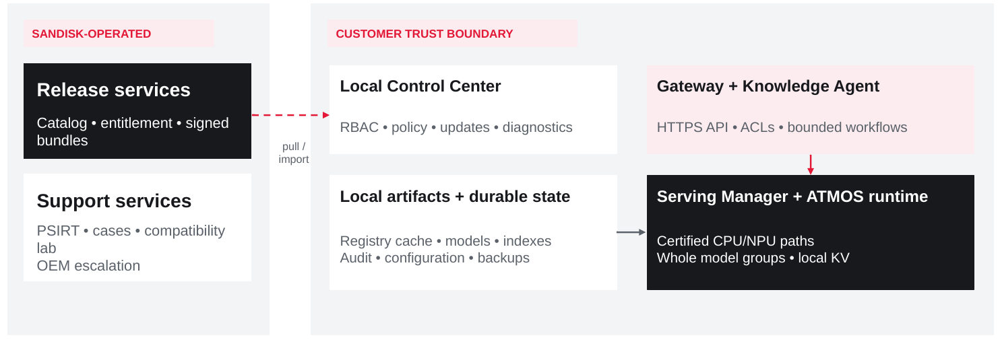 SANDISK-OPERATED
Release services
Catalog • entitlement • signed
bundles
Support services
PSIRT • cases • compatibility
lab
OEM escalation
pull /
import
CUSTOMER TRUST BOUNDARY
Local Control Center
RBAC • policy • updates • diagnostics
Gateway + Knowledge Agent
HTTPS API • ACLs • bounded workflows
Local artifacts + durable state
Registry cache • models • indexes
Audit • configuration • backups
Serving Manager + ATMOS runtime
Certified CPU/NPU paths
Whole model groups • local KV